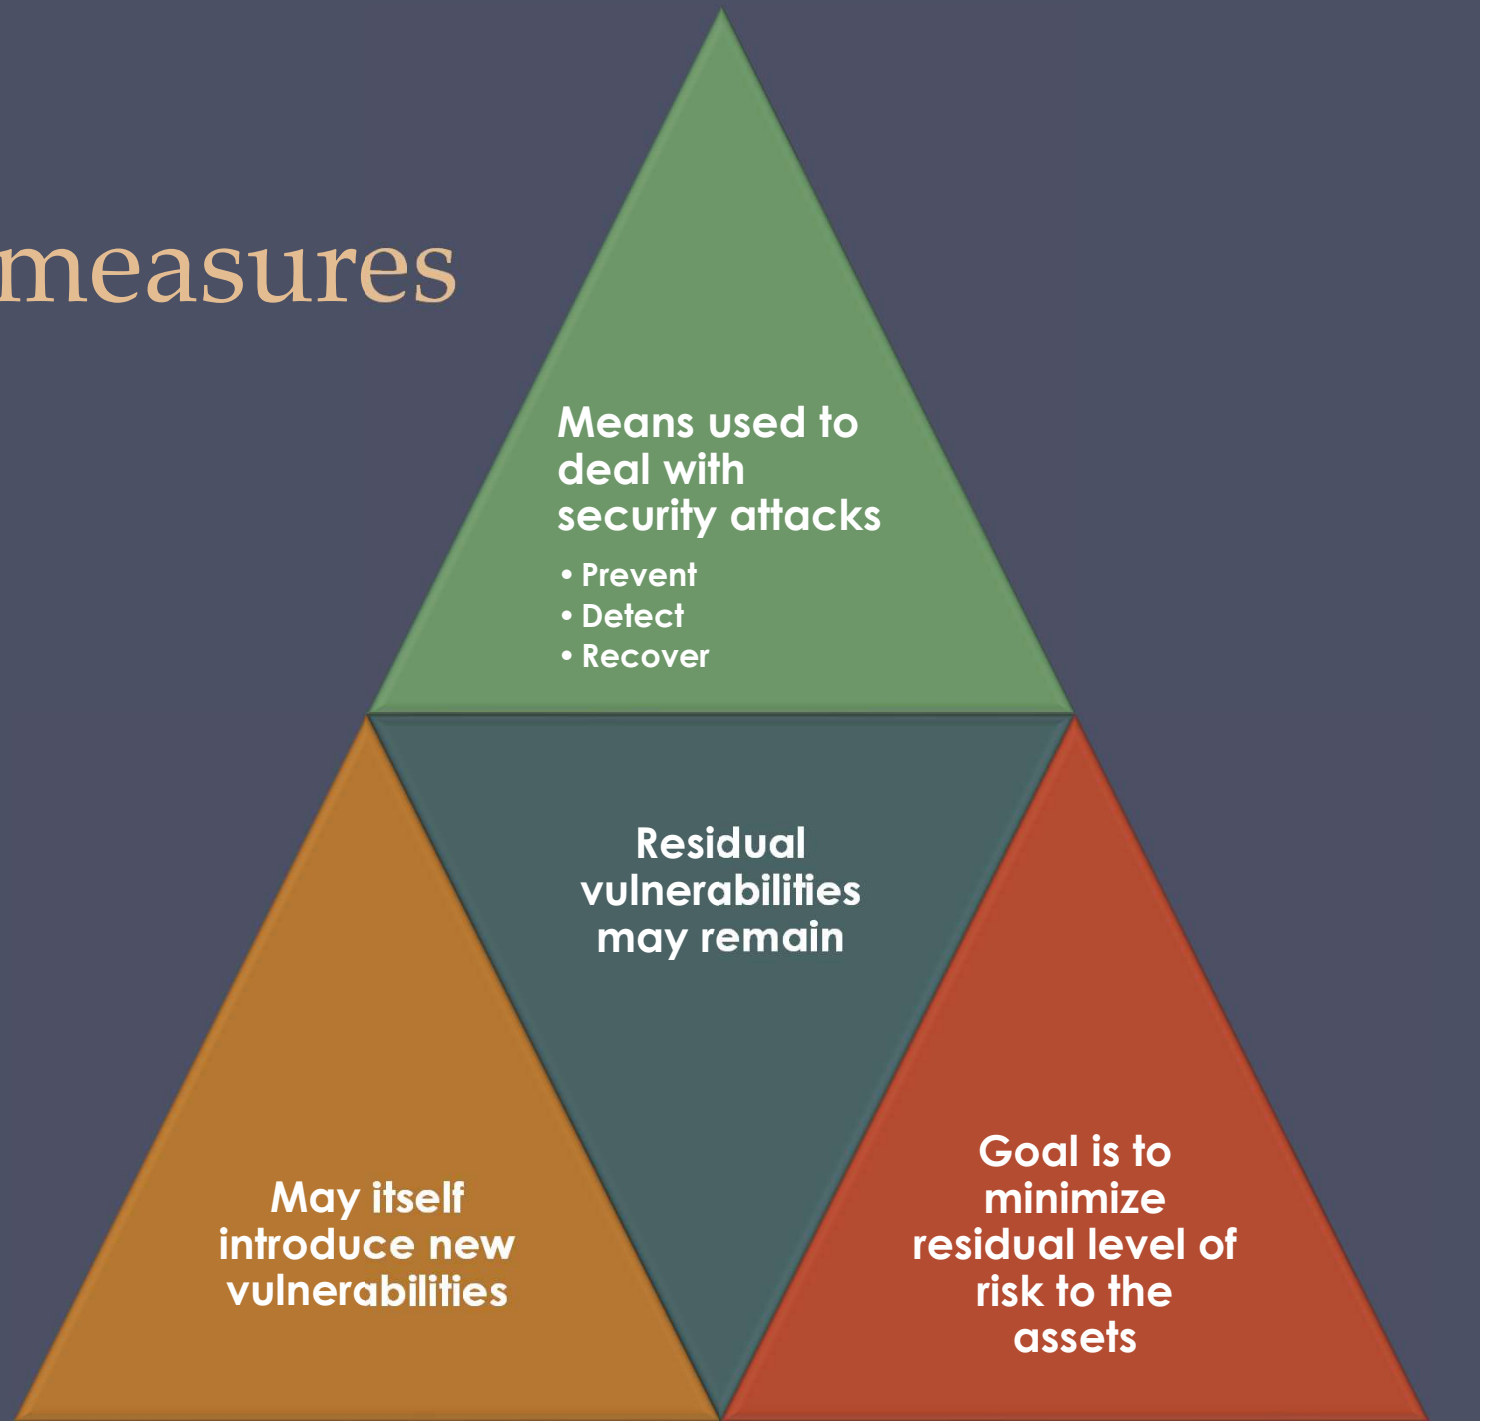 measures
Means used to
deal with
security attacks
• Prevent
• Detect
• Recover
Residual
vulnerabilities
may remain
May itself
introduce new
vulnerabilities
Goal is to
minimize
residual level of
risk to the
assets